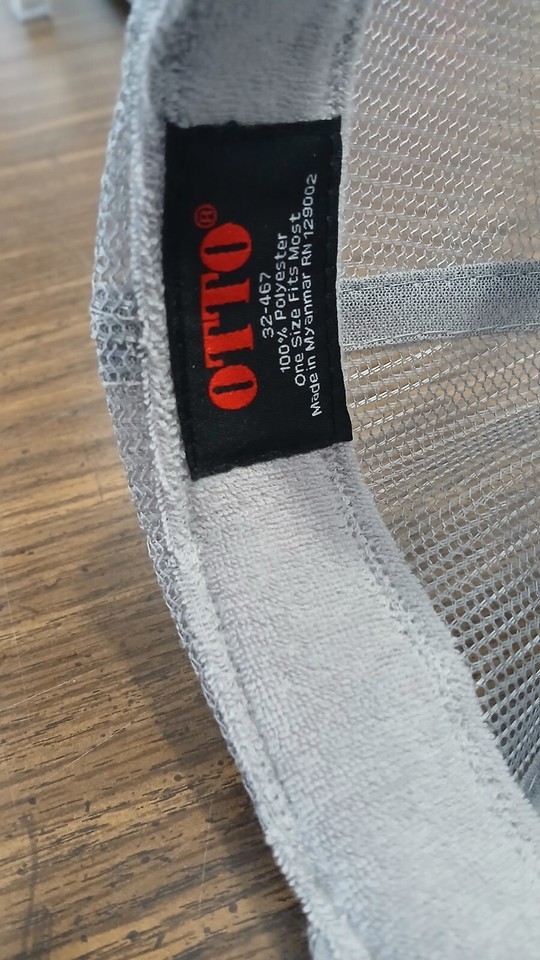 OTTO®
32-467
100% Polyester
One Size Fits Most
Made in Myanmar RN 129002